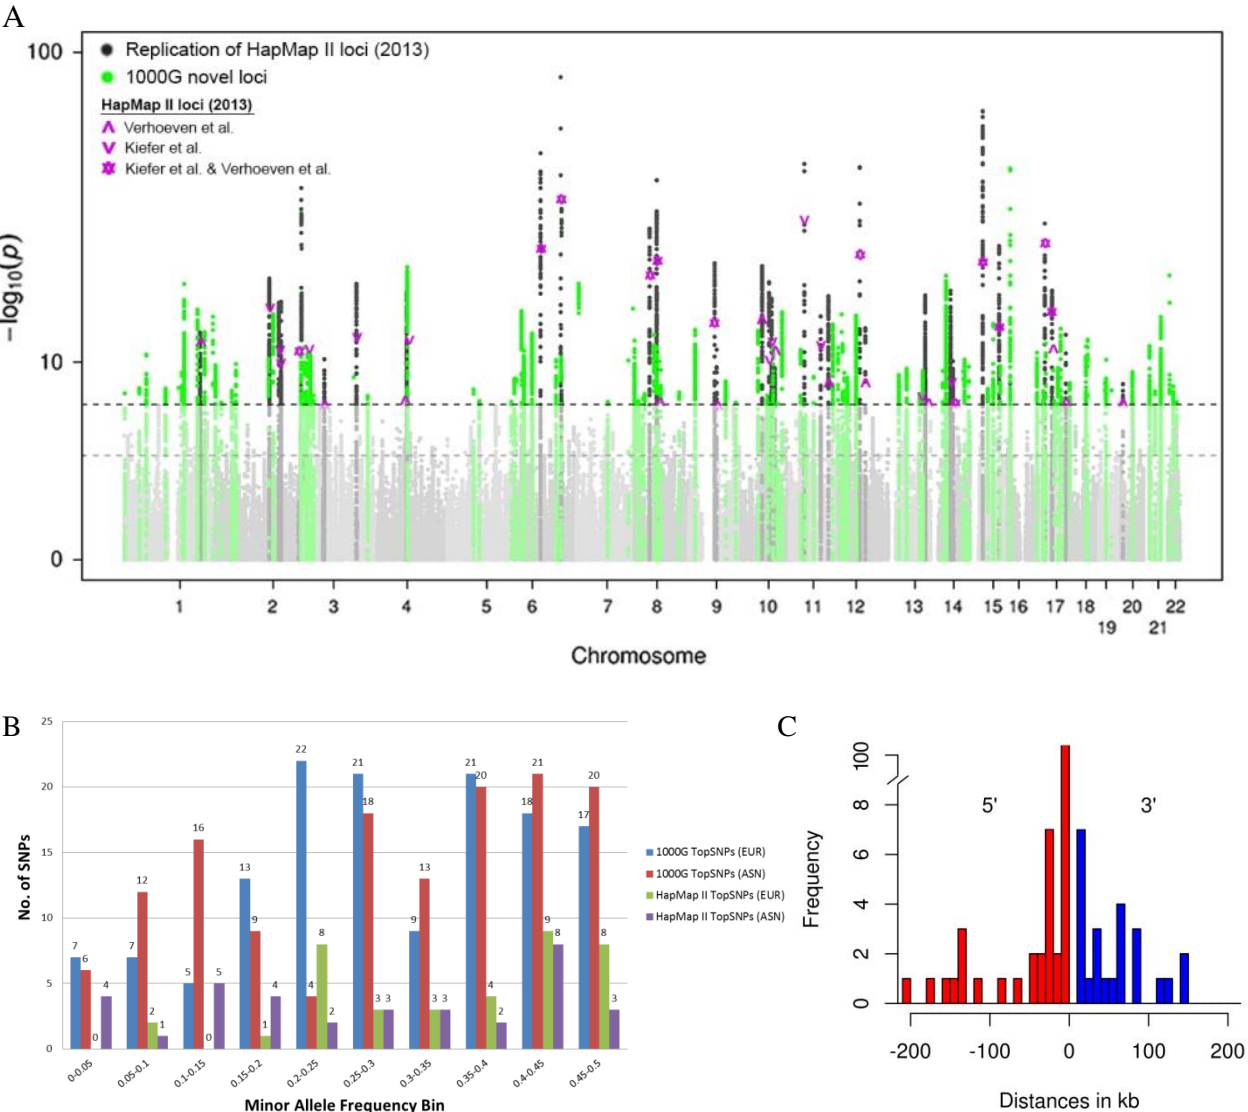 A
100
10
0
−log10(p)
Replication of HapMap II loci (2013)
1000G novel loci
HapMap II loci (2013)
Verhoeven et al.
Kiefer et al.
Kiefer et al. & Verhoeven et al.
1 2 3 4 5 6 7 8 9 10 11 12 13 14 15 16 17 18 20 22
19 21
Chromosome
B
25
20
15
10
5
0
No. of SNPs
7 6 0 4
7 12 2 1
5 16 0 5
13 9 1 4
22 4 8 2
21 18 3 3
9 13 3 3
21 20 4 2
18 21 9 8
17 20 8 3
0-0.05 0.05-0.1 0.1-0.15 0.15-0.2 0.2-0.25 0.25-0.3 0.3-0.35 0.35-0.4 0.4-0.45 0.45-0.5
Minor Allele Frequency Bin
1000G TopSNPs (EUR)
1000G TopSNPs (ASN)
HapMap II TopSNPs (EUR)
HapMap II TopSNPs (ASN)
C
100
8
6
4
2
0
Frequency
5' 3'
-200 -100 0 100 200
Distances in kb